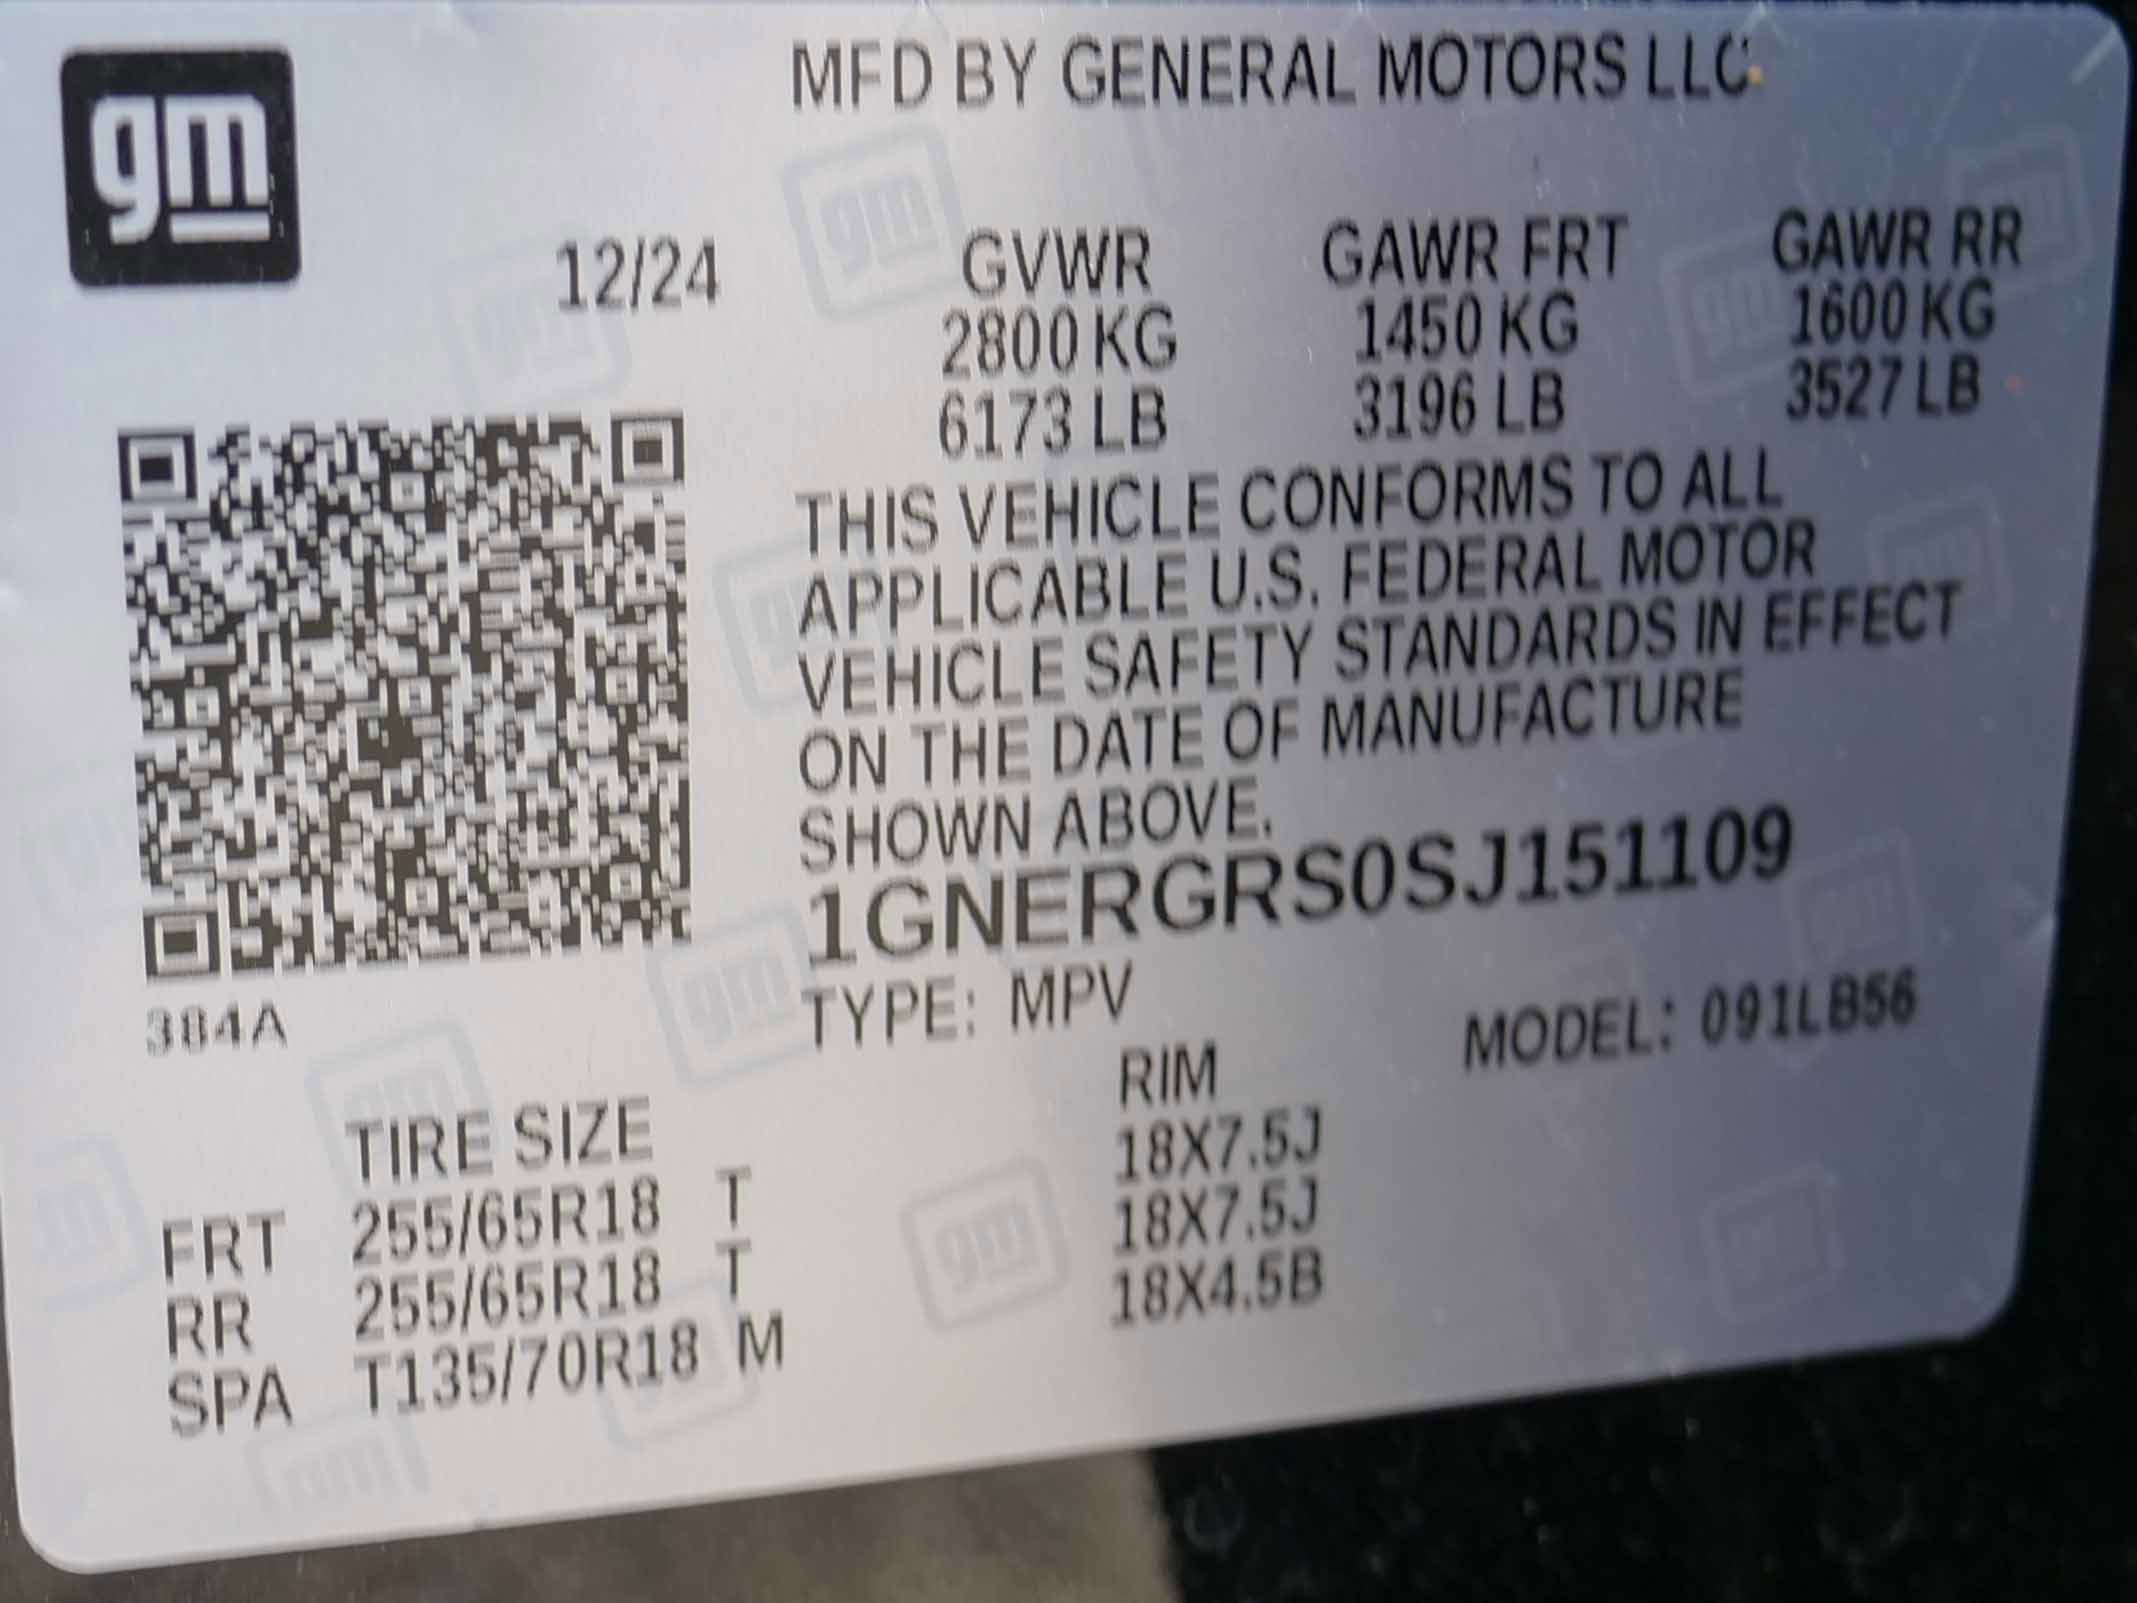 gm
MFD BY GENERAL MOTORS LLC
12/24
GVWR GAWR FRT GAWR RR
2800 KG 1450 KG 1600 KG
6173 LB 3196 LB 3527 LB
THIS VEHICLE CONFORMS TO ALL
APPLICABLE U.S. FEDERAL MOTOR
VEHICLE SAFETY STANDARDS IN EFFECT
ON THE DATE OF MANUFACTURE
SHOWN ABOVE.
1GNERGRS0SJ151109
384A
TYPE: MPV MODEL: 091LB56
TIRE SIZE RIM
FRT 255/65R18 T 18X7.5J
RR 255/65R18 T 18X7.5J
SPA T135/70R18 M 18X4.5B